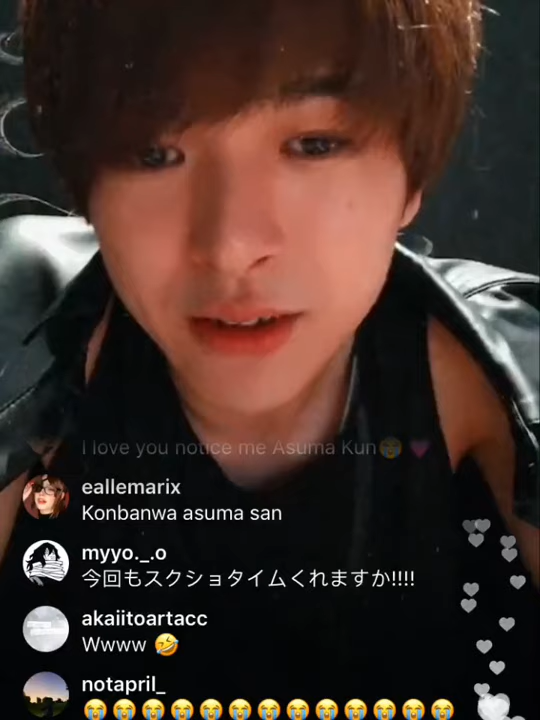 I love you notice me Asuma Kun😭 💗
eallemarix
Konbanwa asuma san
myyo._.o
今回もスクショタイムくれますか!!!!
akaiitoartacc
Wwww 🤣
notapril_
😭😭😭😭😭😭😭😭😭😭😭😭😭